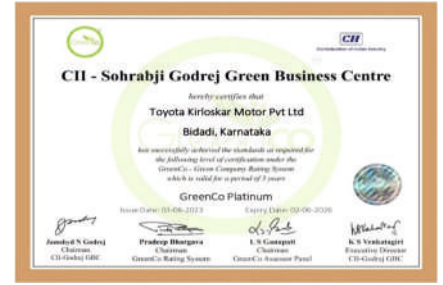 CII
Confederation of Indian Industry
CII - Sohrabji Godrej Green Business Centre
hereby certifies that
Toyota Kirloskar Motor Pvt Ltd
Bidadi, Karnataka
has successfully achieved the standards as required for
the following level of certification under the
GreenCo - Green Company Rating System
which is valid for a period of 3 years
GreenCo Platinum
Issue Date: 03-06-2023 Expiry Date: 02-06-2026
Jamshyd N Godrej Pradeep Bhargava L S Ganapati K S Venkatagiri
Chairman Chairman Chairman Executive Director
CII-Godrej GBC GreenCo Rating System GreenCo Assessor Panel CII-Godrej GBC